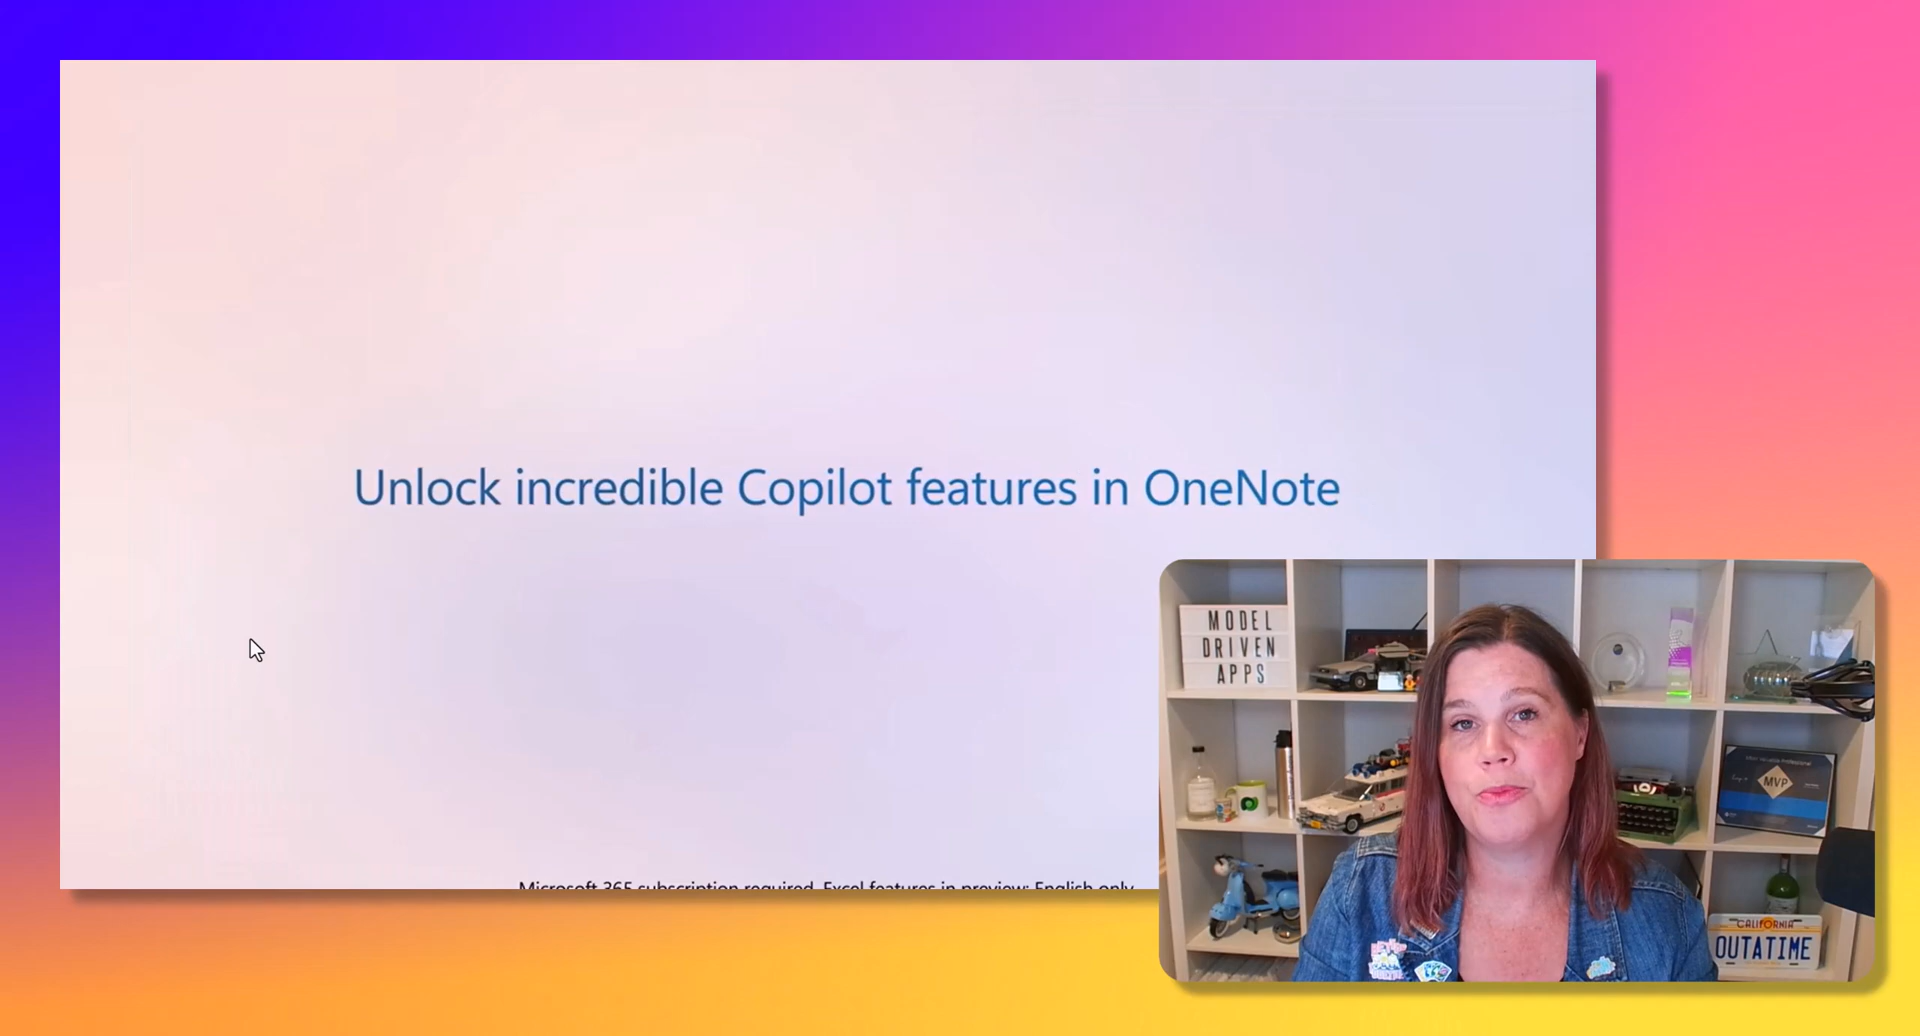 Unlock incredible Copilot features in OneNote
Microsoft 365 subscription required. Excel features in preview: English only
MODEL
DRIVEN
APPS
MVP
CALIFORNIA
OUTATIME